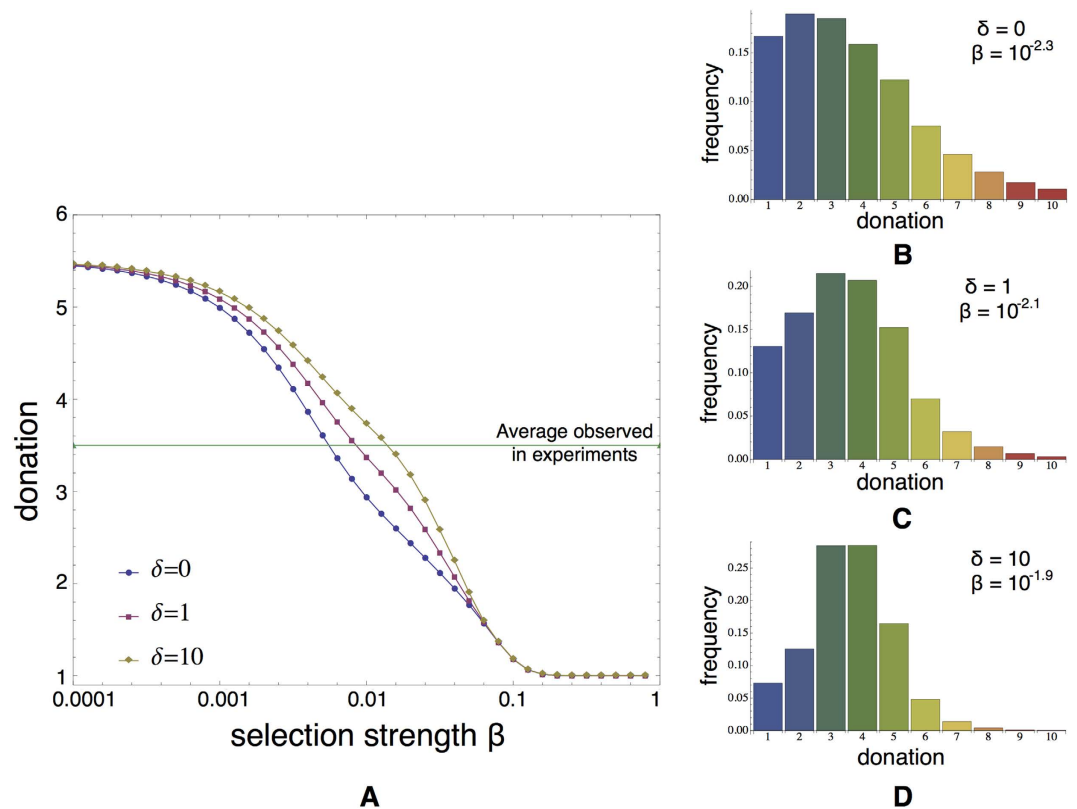 6
5
4
3
2
1
donation
Average observed
in experiments
δ=0
δ=1
δ=10
0.0001
0.001
0.01
0.1
1
selection strength β
A
0.15
0.10
0.05
0.00
frequency
δ = 0
β = 10^-2.3
1 2 3 4 5 6 7 8 9 10
donation
B
0.20
0.15
0.10
0.05
0.00
frequency
δ = 1
β = 10^-2.1
1 2 3 4 5 6 7 8 9 10
donation
C
0.25
0.20
0.15
0.10
0.05
0.00
frequency
δ = 10
β = 10^-1.9
1 2 3 4 5 6 7 8 9 10
donation
D